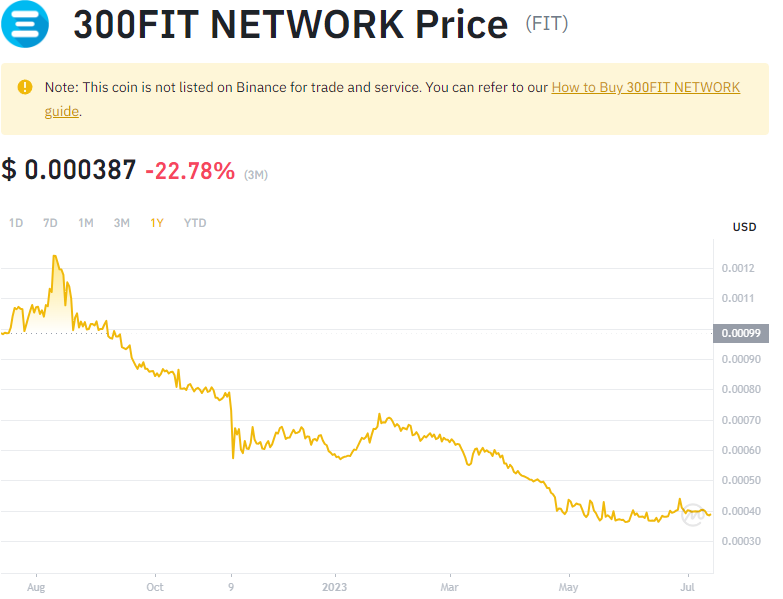 300FIT NETWORK Price (FIT)
Note: This coin is not listed on Binance for trade and service. You can refer to our How to Buy 300FIT NETWORK
guide.
$ 0.000387 -22.78% (3M)
1D 7D 1M 3M 1Y YTD
USD
0.0012
0.0011
0.00099
0.00090
0.00080
0.00070
0.00060
0.00050
0.00040
0.00030
Aug Oct 9 2023 Mar May Jul